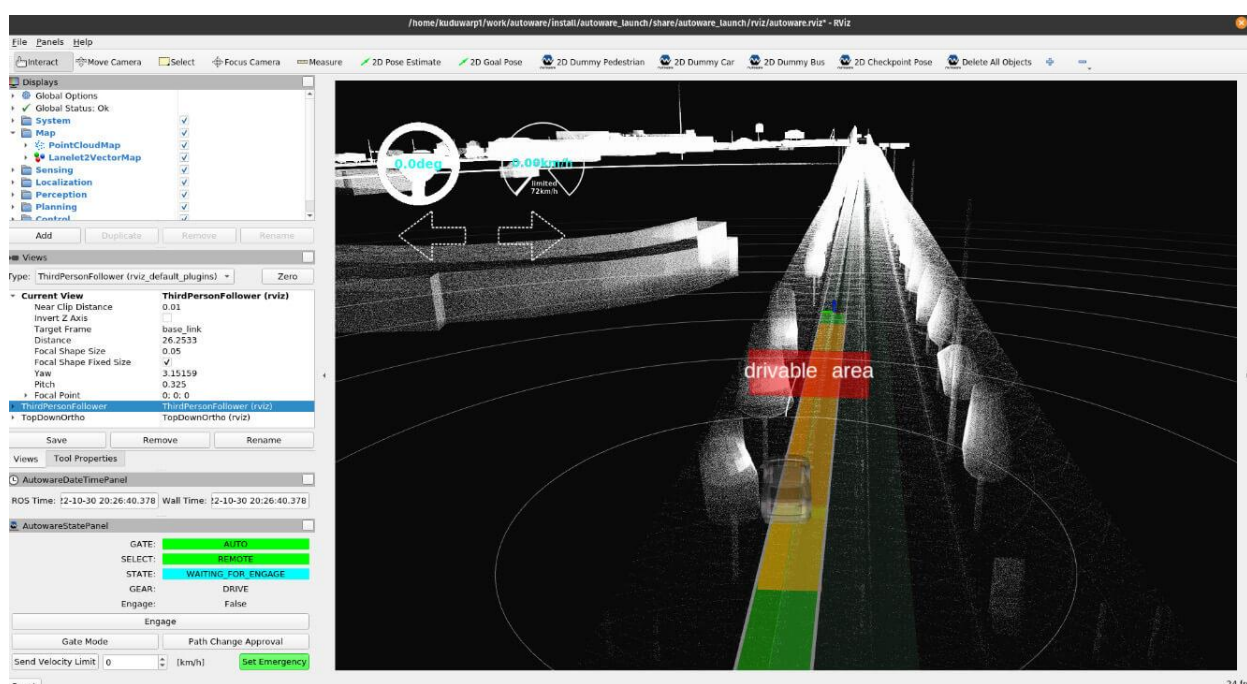 /home/kuduwarp1/work/autoware/install/autoware_launch/share/autoware_launch/rviz/autoware.rviz* - RViz
File Panels Help
Interact Move Camera Select Focus Camera Measure 2D Pose Estimate 2D Goal Pose 2D Dummy Pedestrian 2D Dummy Car 2D Dummy Bus 2D Checkpoint Pose Delete All Objects
Displays
Global Options
Global Status: Ok
System
Map
PointCloudMap
Lanelet2VectorMap
Sensing
Localization
Perception
Planning
Control
Add Duplicate Remove Rename
Views
Type: ThirdPersonFollower (rviz_default_plugins) Zero
Current View ThirdPersonFollower (rviz)
Near Clip Distance 0.01
Invert Z Axis
Target Frame base_link
Distance 26.2533
Focal Shape Size 0.05
Focal Shape Fixed Size
Yaw 3.15159
Pitch 0.325
Focal Point 0; 0; 0
ThirdPersonFollower ThirdPersonFollower (rviz)
TopDownOrtho TopDownOrtho (rviz)
Save Remove Rename
Views Tool Properties
AutowareDateTimePanel
ROS Time: 2-10-30 20:26:40.378 Wall Time: 2-10-30 20:26:40.378
AutowareStatePanel
GATE: AUTO
SELECT: REMOTE
STATE: WAITING_FOR_ENGAGE
GEAR: DRIVE
Engage: False
Engage
Gate Mode Path Change Approval
Send Velocity Limit 0 [km/h] Set Emergency
0.0deg 0.00km/h
limited
72km/h
drivable area